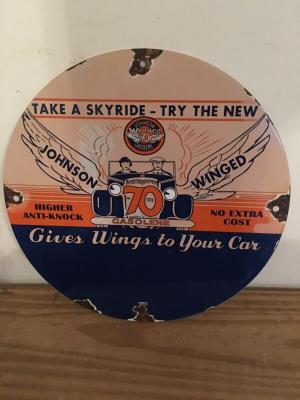 TAKE A SKYRIDE - TRY THE NEW
JOHNSON
WINGED
70
GASOLENE
HIGHER
ANTI-KNOCK
NO EXTRA
COST
Gives Wings to Your Car